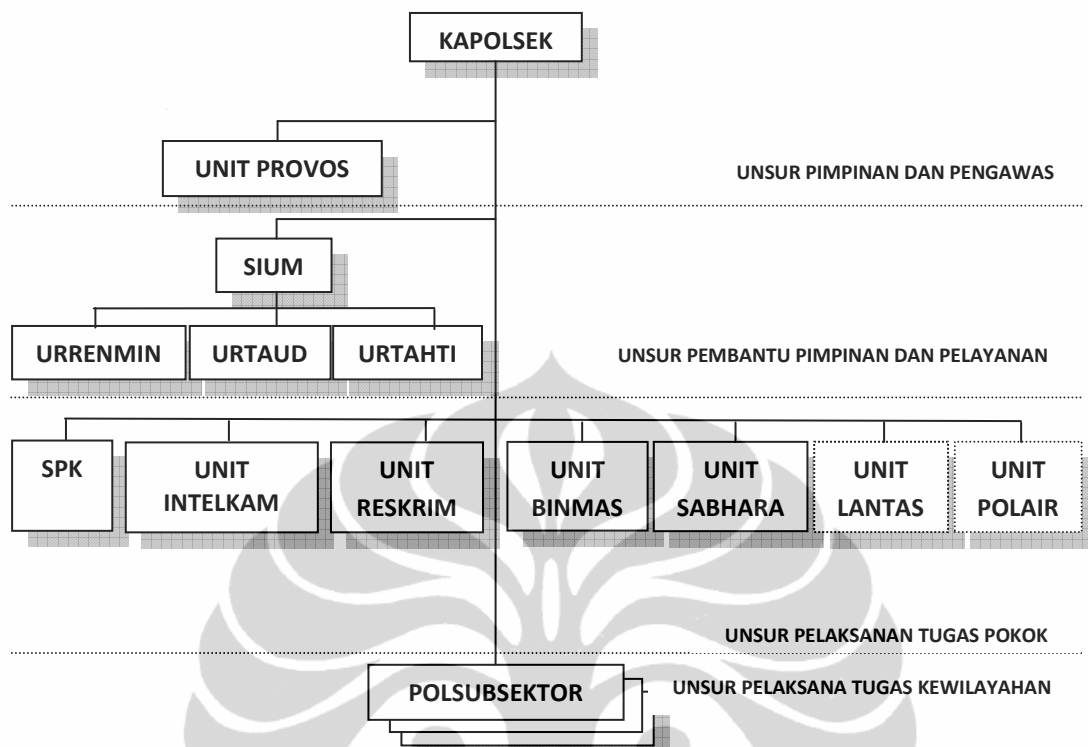 KAPOLSEK
UNIT PROVOS
UNSUR PIMPINAN DAN PENGAWAS
SIUM
URRENMIN
URTAUD
URTAHTI
UNSUR PEMBANTU PIMPINAN DAN PELAYANAN
SPK
UNIT
INTELKAM
UNIT
RESKRIM
UNIT
BINMAS
UNIT
SABHARA
UNIT
LANTAS
UNIT
POLAIR
UNSUR PELAKSANAN TUGAS POKOK
POLSUBSEKTOR
UNSUR PELAKSANA TUGAS KEWILAYAHAN